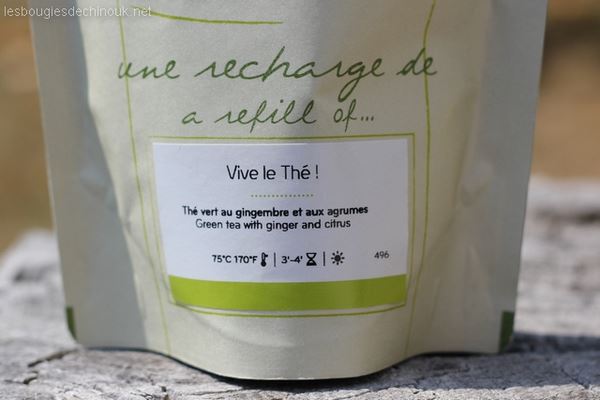 lesbougiesdechinouk.net
une recharge de
a refill of...
Vive le Thé !
Thé vert au gingembre et aux agrumes
Green tea with ginger and citrus
75°C 170°F | 3'-4' | 496